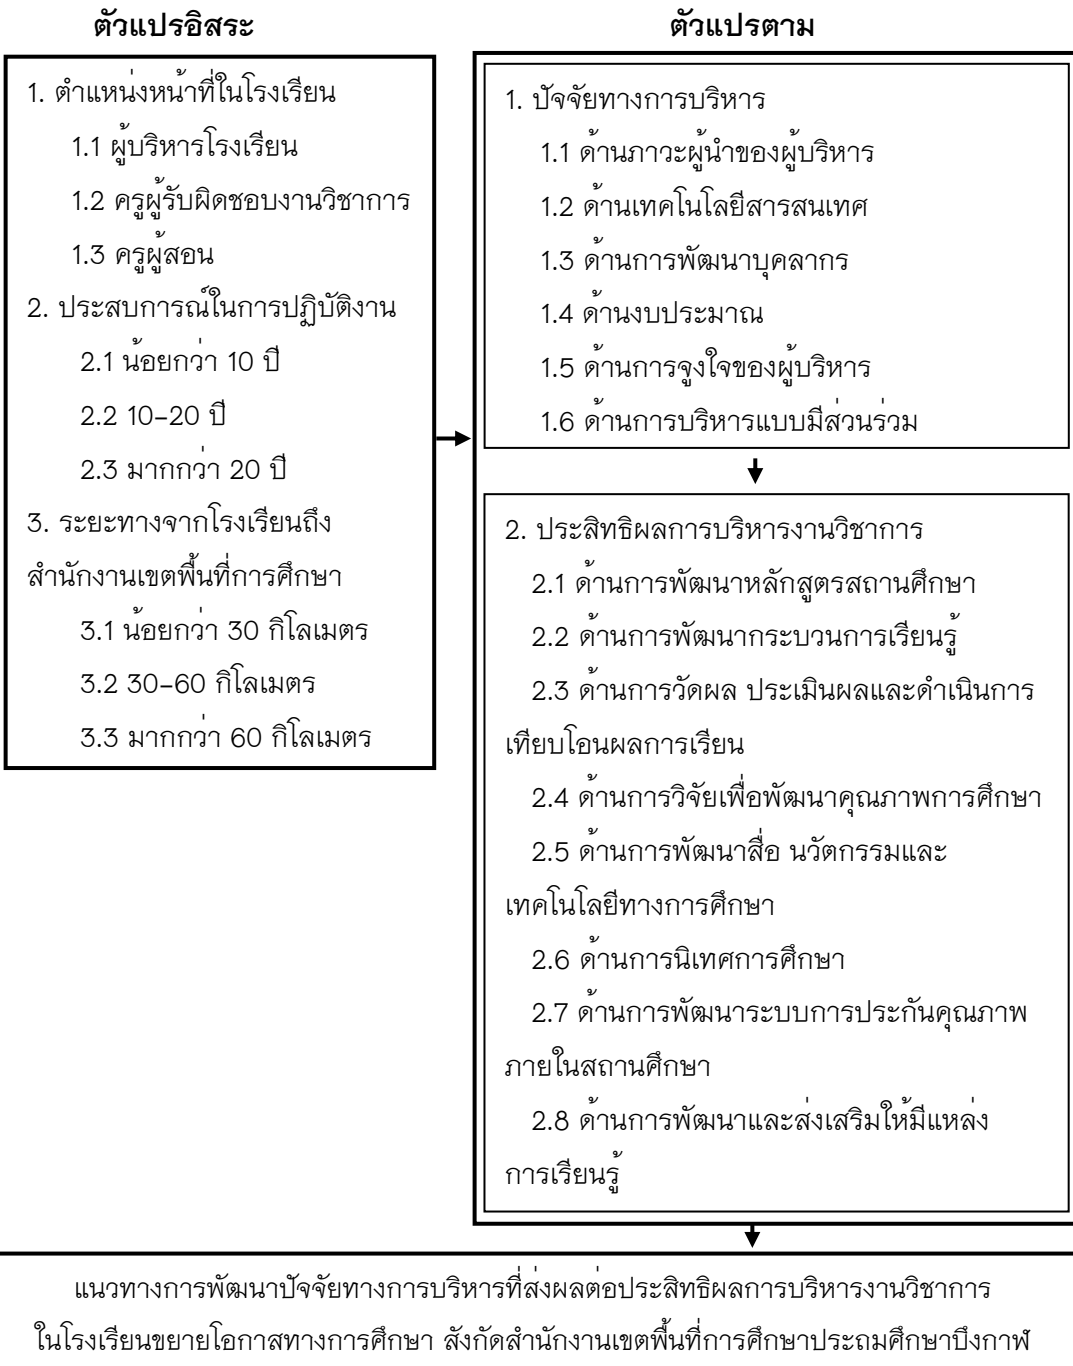 ตัวแปรอิสระ
1. ตำแหน่งหน้าที่ในโรงเรียน
1.1 ผู้บริหารโรงเรียน
1.2 ครูผู้รับผิดชอบงานวิชาการ
1.3 ครูผู้สอน
2. ประสบการณ์ในการปฏิบัติงาน
2.1 น้อยกว่า 10 ปี
2.2 10-20 ปี
2.3 มากกว่า 20 ปี
3. ระยะทางจากโรงเรียนถึง
สำนักงานเขตพื้นที่การศึกษา
3.1 น้อยกว่า 30 กิโลเมตร
3.2 30-60 กิโลเมตร
3.3 มากกว่า 60 กิโลเมตร
ตัวแปรตาม
1. ปัจจัยทางการบริหาร
1.1 ด้านภาวะผู้นำของผู้บริหาร
1.2 ด้านเทคโนโลยีสารสนเทศ
1.3 ด้านการพัฒนาบุคลากร
1.4 ด้านงบประมาณ
1.5 ด้านการจูงใจของผู้บริหาร
1.6 ด้านการบริหารแบบมีส่วนร่วม
2. ประสิทธิผลการบริหารงานวิชาการ
2.1 ด้านการพัฒนาหลักสูตรสถานศึกษา
2.2 ด้านการพัฒนากระบวนการเรียนรู้
2.3 ด้านการวัดผล ประเมินผลและดำเนินการ
เทียบโอนผลการเรียน
2.4 ด้านการวิจัยเพื่อพัฒนาคุณภาพการศึกษา
2.5 ด้านการพัฒนาสื่อ นวัตกรรมและ
เทคโนโลยีทางการศึกษา
2.6 ด้านการนิเทศการศึกษา
2.7 ด้านการพัฒนาระบบการประกันคุณภาพ
ภายในสถานศึกษา
2.8 ด้านการพัฒนาและส่งเสริมให้มีแหล่ง
การเรียนรู้
แนวทางการพัฒนาปัจจัยทางการบริหารที่ส่งผลต่อประสิทธิผลการบริหารงานวิชาการ
ในโรงเรียนขยายโอกาสทางการศึกษา สังกัดสำนักงานเขตพื้นที่การศึกษาประถมศึกษาบึงกาฬ